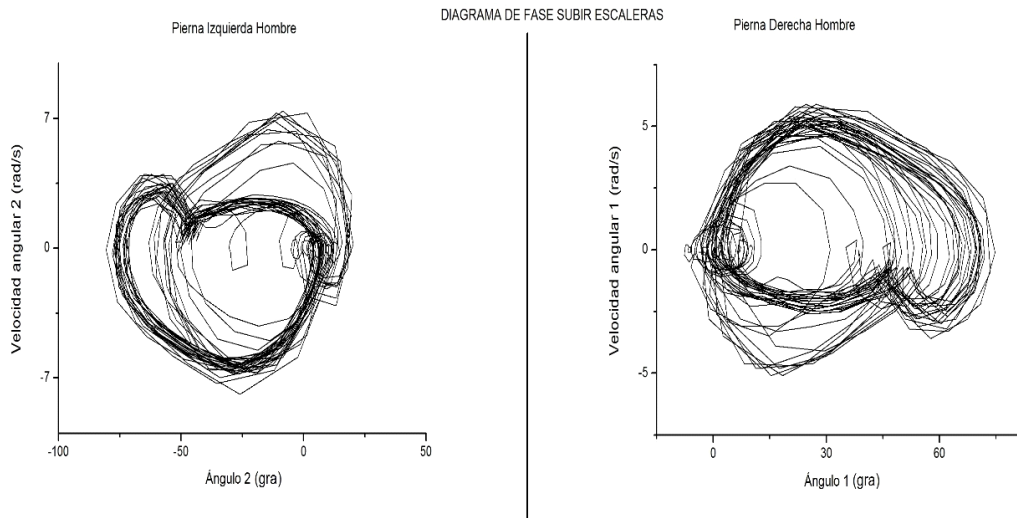 DIAGRAMA DE FASE SUBIR ESCALERAS
Pierna Izquierda Hombre
Velocidad angular 2 (rad/s)
7
0
-7
-100
-50
0
50
Ángulo 2 (gra)
Pierna Derecha Hombre
Velocidad angular 1 (rad/s)
5
0
-5
0
30
60
Ángulo 1 (gra)